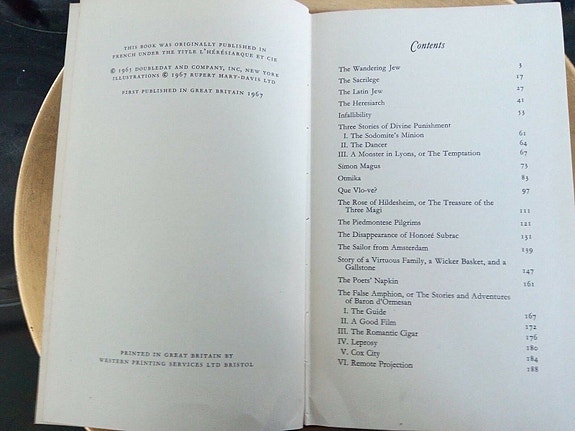 THIS BOOK WAS ORIGINALLY PUBLISHED IN
FRENCH UNDER THE TITLE L'HÉRÉSIARQUE ET CIE
© 1965 DOUBLEDAY AND COMPANY, INC, NEW YORK
ILLUSTRATIONS © 1967 RUPERT HART-DAVIS LTD
FIRST PUBLISHED IN GREAT BRITAIN 1967
PRINTED IN GREAT BRITAIN BY
WESTERN PRINTING SERVICES LTD BRISTOL
Contents
The Wandering Jew 3
The Sacrilege 17
The Latin Jew 27
The Heresiarch 41
Infallibility 53
Three Stories of Divine Punishment
I. The Sodomite's Minion 61
II. The Dancer 64
III. A Monster in Lyons, or The Temptation 67
Simon Magus 73
Otmika 83
Que Vlo-ve? 97
The Rose of Hildesheim, or The Treasure of the
Three Magi 111
The Piedmontese Pilgrims 121
The Disappearance of Honoré Subrac 131
The Sailor from Amsterdam 139
Story of a Virtuous Family, a Wicker Basket, and a
Gallstone 147
The Poets' Napkin 161
The False Amphion, or The Stories and Adventures
of Baron d'Ormesan
I. The Guide 167
II. A Good Film 172
III. The Romantic Cigar 176
IV. Leprosy 180
V. Cox City 184
VI. Remote Projection 188